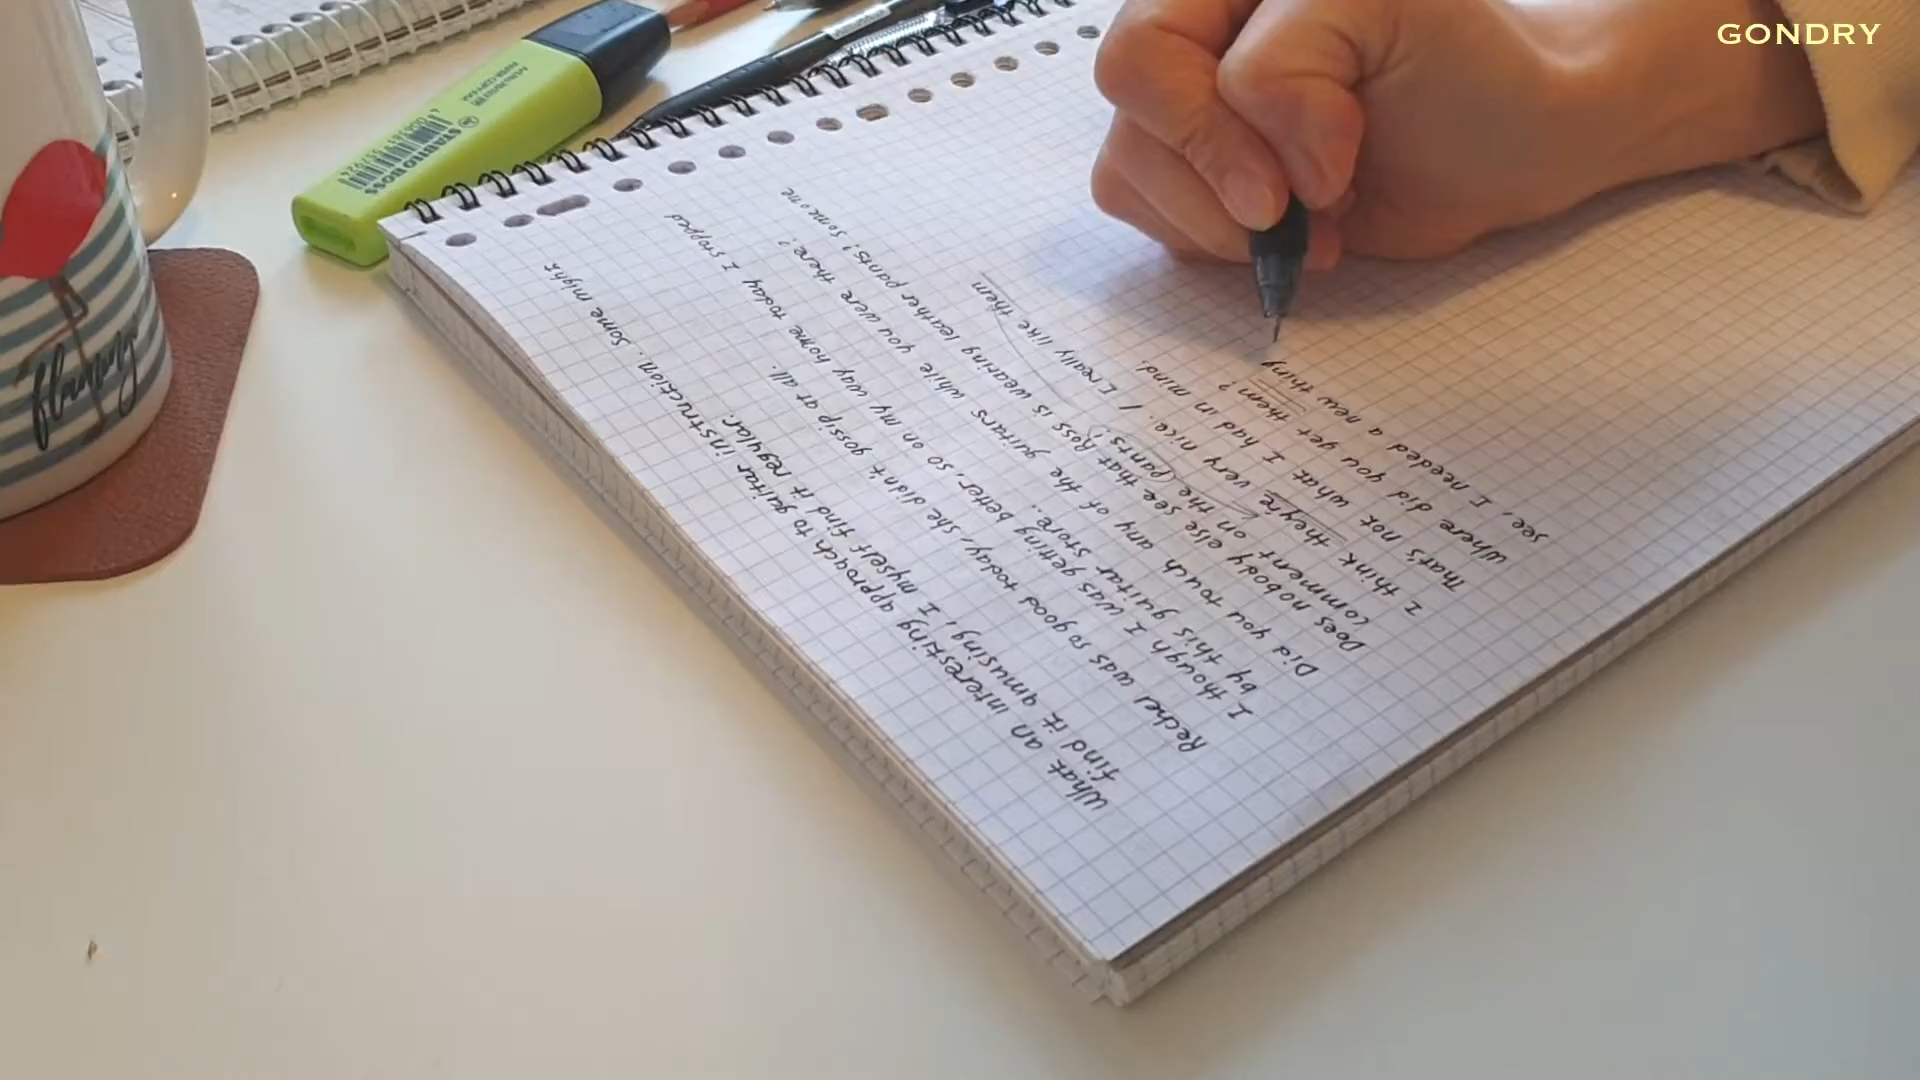 GONDRY
What an interesting approach to guitar instruction. Some might
find it amusing, I myself find it regular.
Rechel was so good today, she didn't gossip at all.
I though I was getting better, so on my way home today I stopped
by this guitar store.
Did you touch any of the guitars while you were there?
Does nobody else see that Ross is wearing leather pants? Someone
comment on the pants!
I think they're very nice. I really like them
That's not what I had in mind.
Where did you get them?
See, I needed a new thing
STABILO BOSS
flamingo